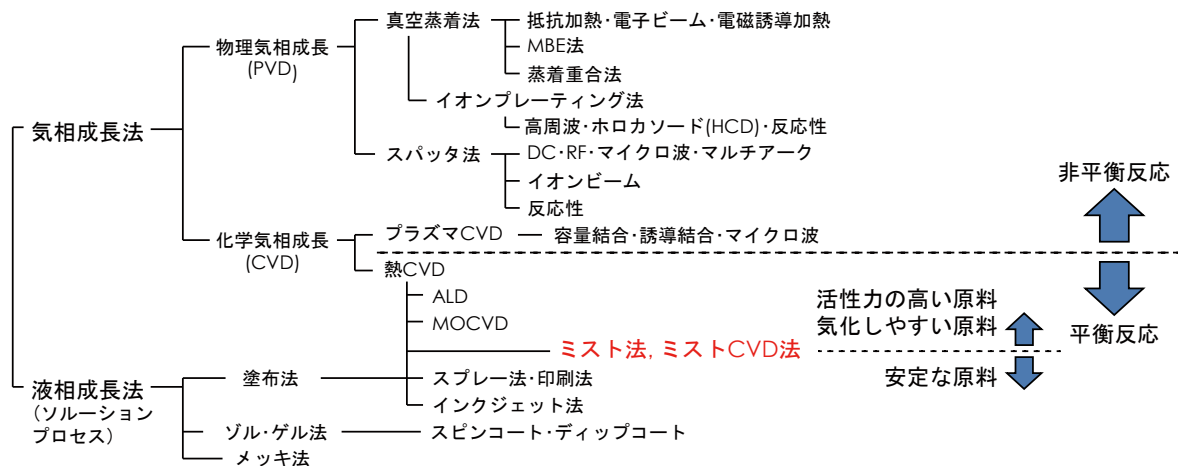 真空蒸着法
抵抗加熱･電子ビーム･電磁誘導加熱
物理気相成長
(PVD)
MBE法
蒸着重合法
イオンプレーティング法
気相成長法
高周波･ホロカソード(HCD)･反応性
スパッタ法
DC･RF･マイクロ波･マルチアーク
イオンビーム
反応性
非平衡反応
化学気相成長
(CVD)
プラズマCVD
容量結合･誘導結合･マイクロ波
熱CVD
ALD
MOCVD
活性力の高い原料
気化しやすい原料
平衡反応
ミスト法, ミストCVD法
安定な原料
液相成長法
(ソルーション
プロセス)
塗布法
スプレー法･印刷法
インクジェット法
ゾル･ゲル法
スピンコート･ディップコート
メッキ法